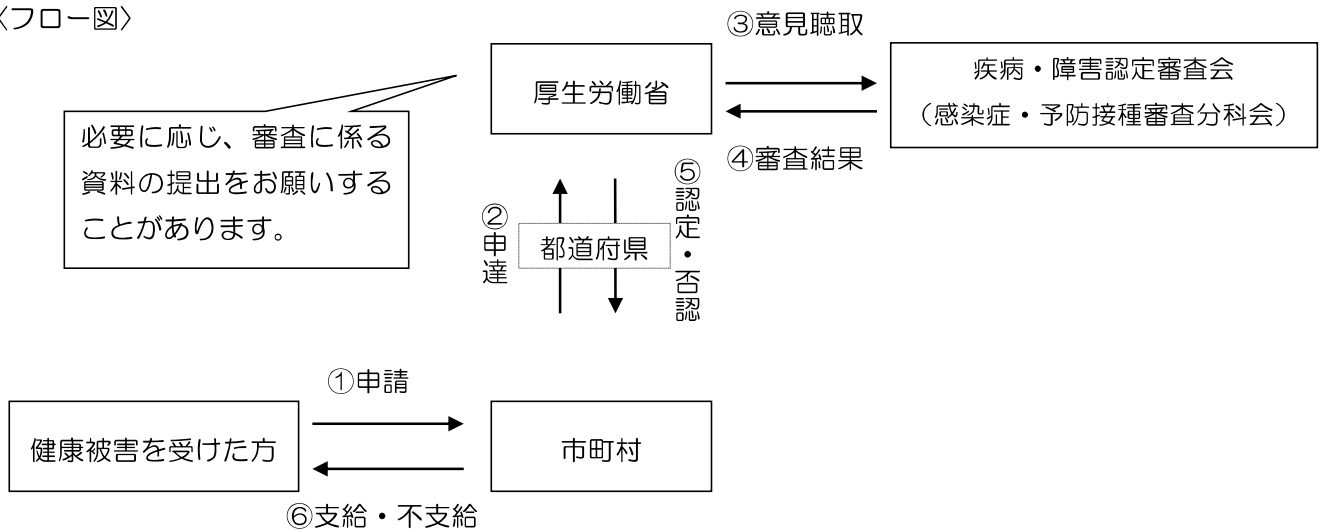 〈フロー図〉
③意見聴取
厚生労働省
疾病・障害認定審査会
（感染症・予防接種審査分科会）
④審査結果
必要に応じ、審査に係る
資料の提出をお願いする
ことがあります。
②申達
都道府県
⑤認定・否認
①申請
健康被害を受けた方
市町村
⑥支給・不支給